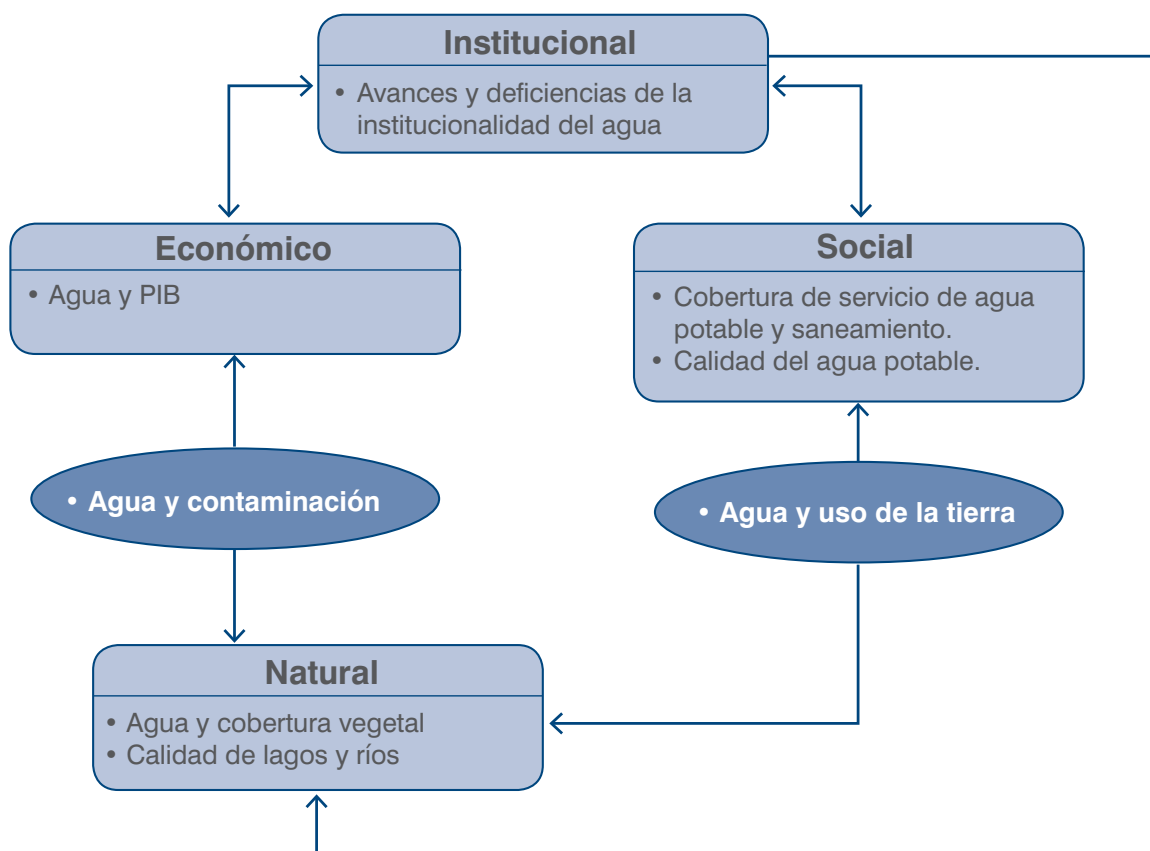 Institucional
• Avances y deficiencias de la
institucionalidad del agua
Económico
• Agua y PIB
Social
• Cobertura de servicio de agua
potable y saneamiento.
• Calidad del agua potable.
• Agua y contaminación
• Agua y uso de la tierra
Natural
• Agua y cobertura vegetal
• Calidad de lagos y ríos